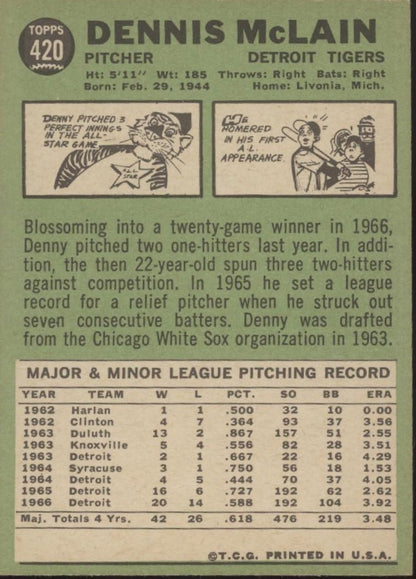 TOPPS
420
DENNIS McLAIN
PITCHER DETROIT TIGERS
Ht: 5'11" Wt: 185 Throws: Right Bats: Right
Born: Feb. 29, 1944 Home: Livonia, Mich.
DENNY PITCHED 3
PERFECT INNINGS
IN THE ALL-
STAR GAME.
ALL
STAR
HE
HOMERED
IN HIS FIRST
A.L.
APPEARANCE.
Blossoming into a twenty-game winner in 1966,
Denny pitched two one-hitters last year. In addi-
tion, the then 22-year-old spun three two-hitters
against competition. In 1965 he set a league
record for a relief pitcher when he struck out
seven consecutive batters. Denny was drafted
from the Chicago White Sox organization in 1963.
MAJOR & MINOR LEAGUE PITCHING RECORD
YEAR TEAM W L PCT. SO BB ERA
1962 Harlan 1 1 .500 32 10 0.00
1962 Clinton 4 7 .364 93 37 3.56
1963 Duluth 13 2 .867 157 51 2.55
1963 Knoxville 5 4 .556 82 28 3.51
1963 Detroit 2 1 .667 22 16 4.29
1964 Syracuse 3 1 .750 56 18 1.53
1964 Detroit 4 5 .444 70 37 4.05
1965 Detroit 16 6 .727 192 62 2.62
1966 Detroit 20 14 .588 192 104 3.92
Maj. Totals 4 Yrs. 42 26 .618 476 219 3.48
©T.C.G. PRINTED IN U.S.A.